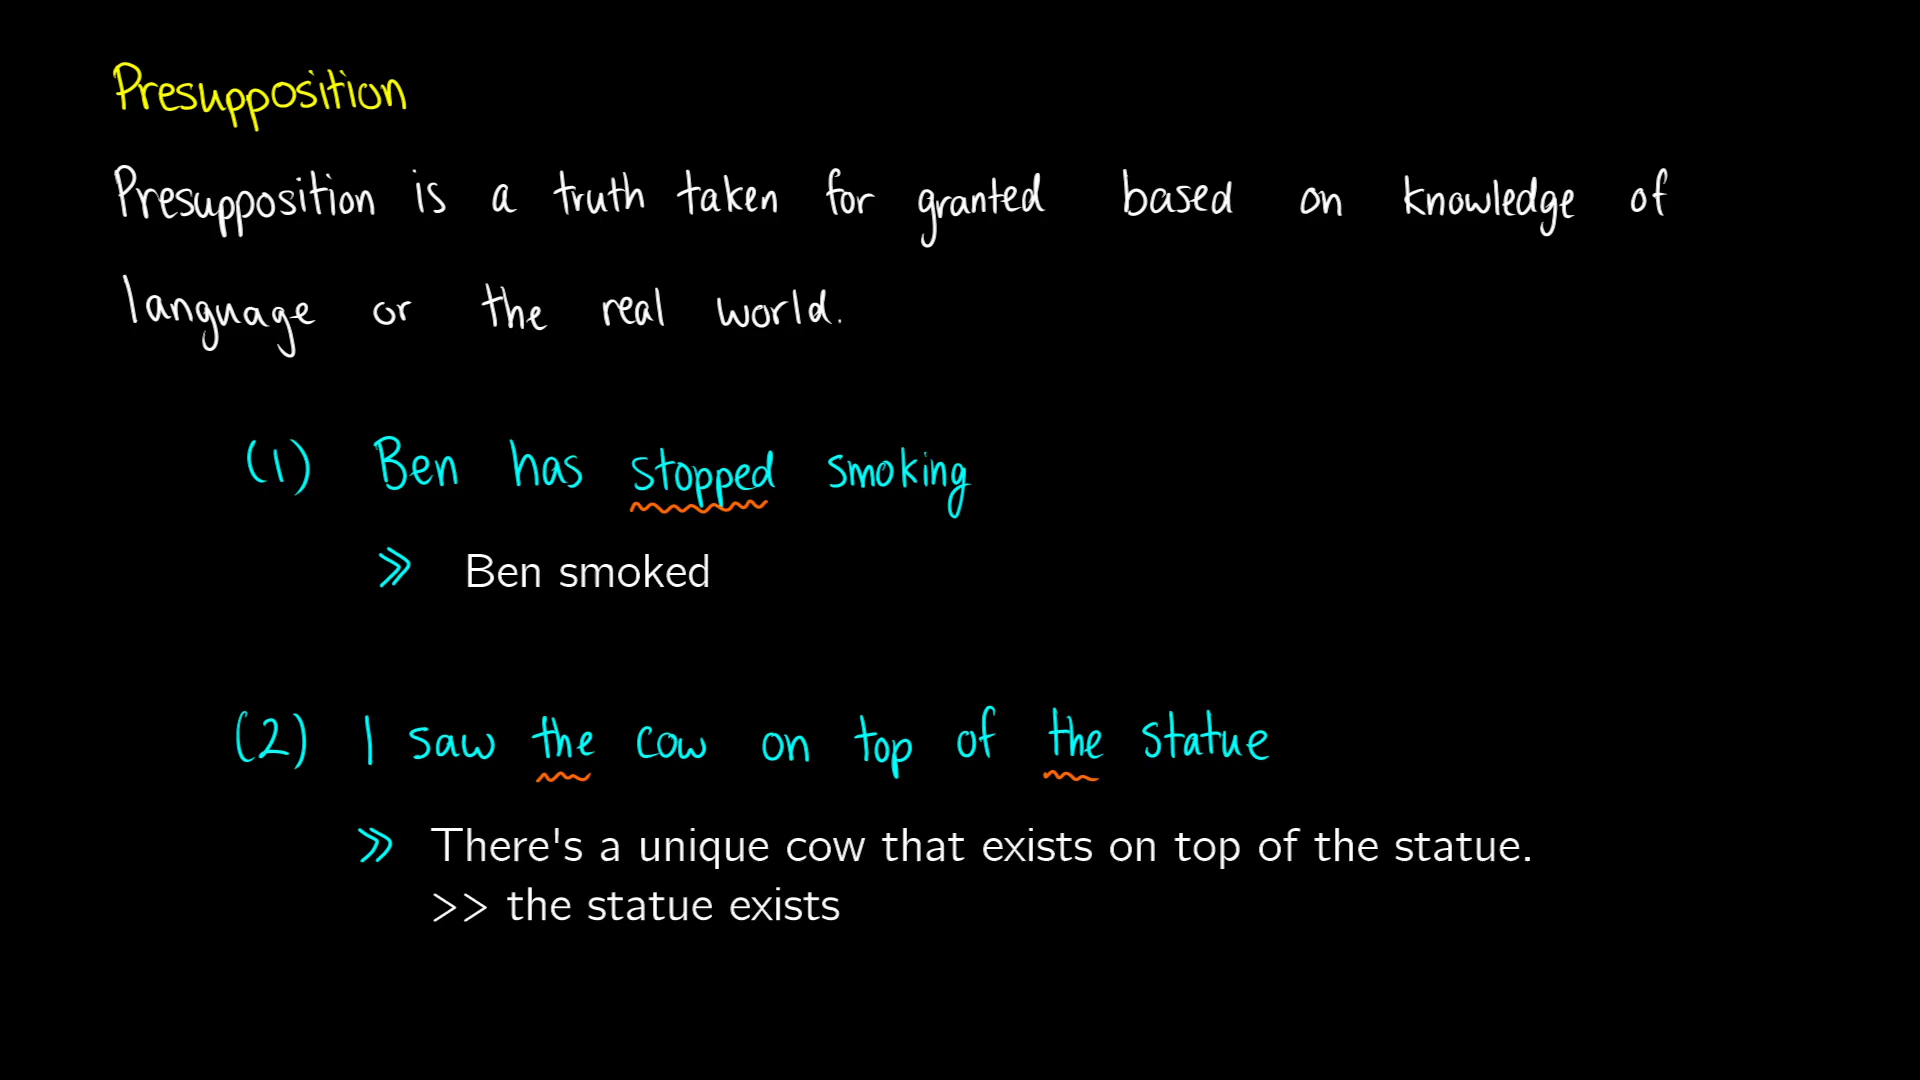 Presupposition
Presupposition is a truth taken for granted based on knowledge of
language or the real world.
(1) Ben has stopped smoking
>> Ben smoked
(2) I saw the cow on top of the statue
>> There's a unique cow that exists on top of the statue.
>> the statue exists